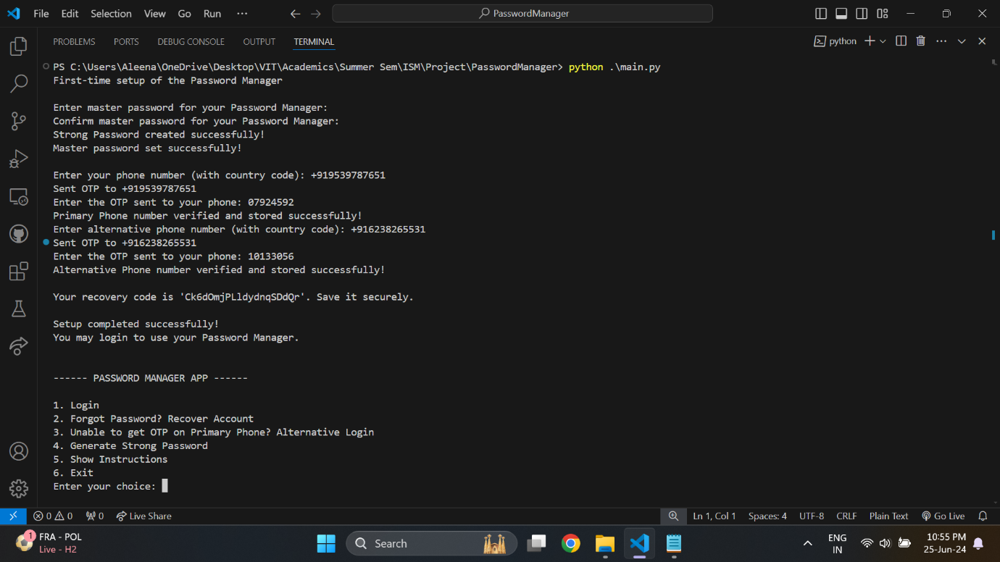 File Edit Selection View Go Run ... PasswordManager
PROBLEMS PORTS DEBUG CONSOLE OUTPUT TERMINAL python
PS C:\Users\Aleena\OneDrive\Desktop\VIT\Academics\Summer Sem\ISM\Project\PasswordManager> python .\main.py
First-time setup of the Password Manager
Enter master password for your Password Manager:
Confirm master password for your Password Manager:
Strong Password created successfully!
Master password set successfully!
Enter your phone number (with country code): +919539787651
Sent OTP to +919539787651
Enter the OTP sent to your phone: 07924592
Primary Phone number verified and stored successfully!
Enter alternative phone number (with country code): +916238265531
Sent OTP to +916238265531
Enter the OTP sent to your phone: 10133056
Alternative Phone number verified and stored successfully!
Your recovery code is 'Ck6dOmjPLldydnqSDdQr'. Save it securely.
Setup completed successfully!
You may login to use your Password Manager.
------ PASSWORD MANAGER APP ------
1. Login
2. Forgot Password? Recover Account
3. Unable to get OTP on Primary Phone? Alternative Login
4. Generate Strong Password
5. Show Instructions
6. Exit
Enter your choice:
0 0 0 Live Share Ln 1, Col 1 Spaces: 4 UTF-8 CRLF Plain Text Go Live
1 FRA - POL
Live - H2
Search
ENG
IN
10:55 PM
25-Jun-24